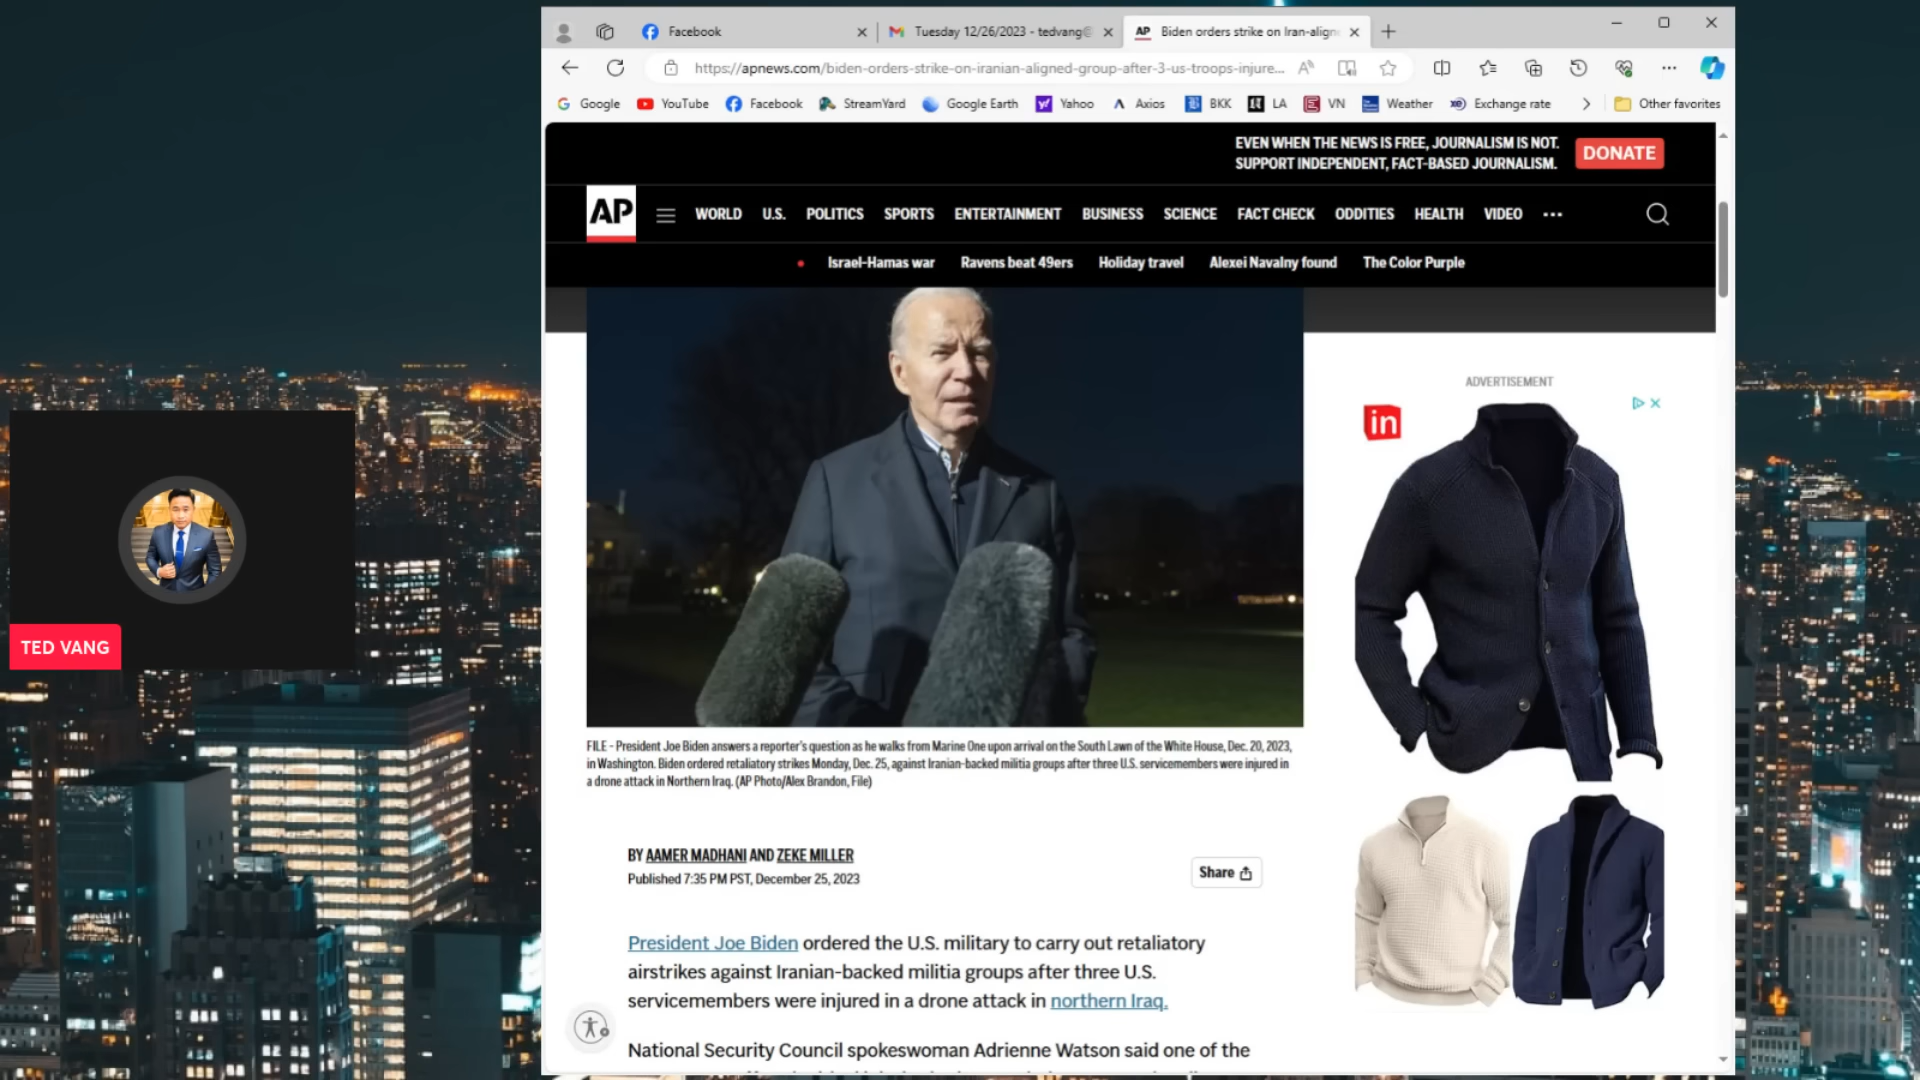 Facebook
Tuesday 12/26/2023 - tedvang@
AP Biden orders strike on Iran-align
https://apnews.com/biden-orders-strike-on-iranian-aligned-group-after-3-us-troops-injure...
Google YouTube Facebook StreamYard Google Earth Yahoo Axios BKK LA VN Weather Exchange rate Other favorites
EVEN WHEN THE NEWS IS FREE, JOURNALISM IS NOT.
SUPPORT INDEPENDENT, FACT-BASED JOURNALISM.
DONATE
AP
WORLD U.S. POLITICS SPORTS ENTERTAINMENT BUSINESS SCIENCE FACT CHECK ODDITIES HEALTH VIDEO
Israel-Hamas war Ravens beat 49ers Holiday travel Alexei Navalny found The Color Purple
ADVERTISEMENT
in
TED VANG
FILE - President Joe Biden answers a reporter's question as he walks from Marine One upon arrival on the South Lawn of the White House, Dec. 20, 2023,
in Washington. Biden ordered retaliatory strikes Monday, Dec. 25, against Iranian-backed militia groups after three U.S. servicemembers were injured in
a drone attack in Northern Iraq. (AP Photo/Alex Brandon, File)
BY AAMER MADHANI AND ZEKE MILLER
Published 7:35 PM PST, December 25, 2023
Share
President Joe Biden ordered the U.S. military to carry out retaliatory
airstrikes against Iranian-backed militia groups after three U.S.
servicemembers were injured in a drone attack in northern Iraq.
National Security Council spokeswoman Adrienne Watson said one of the